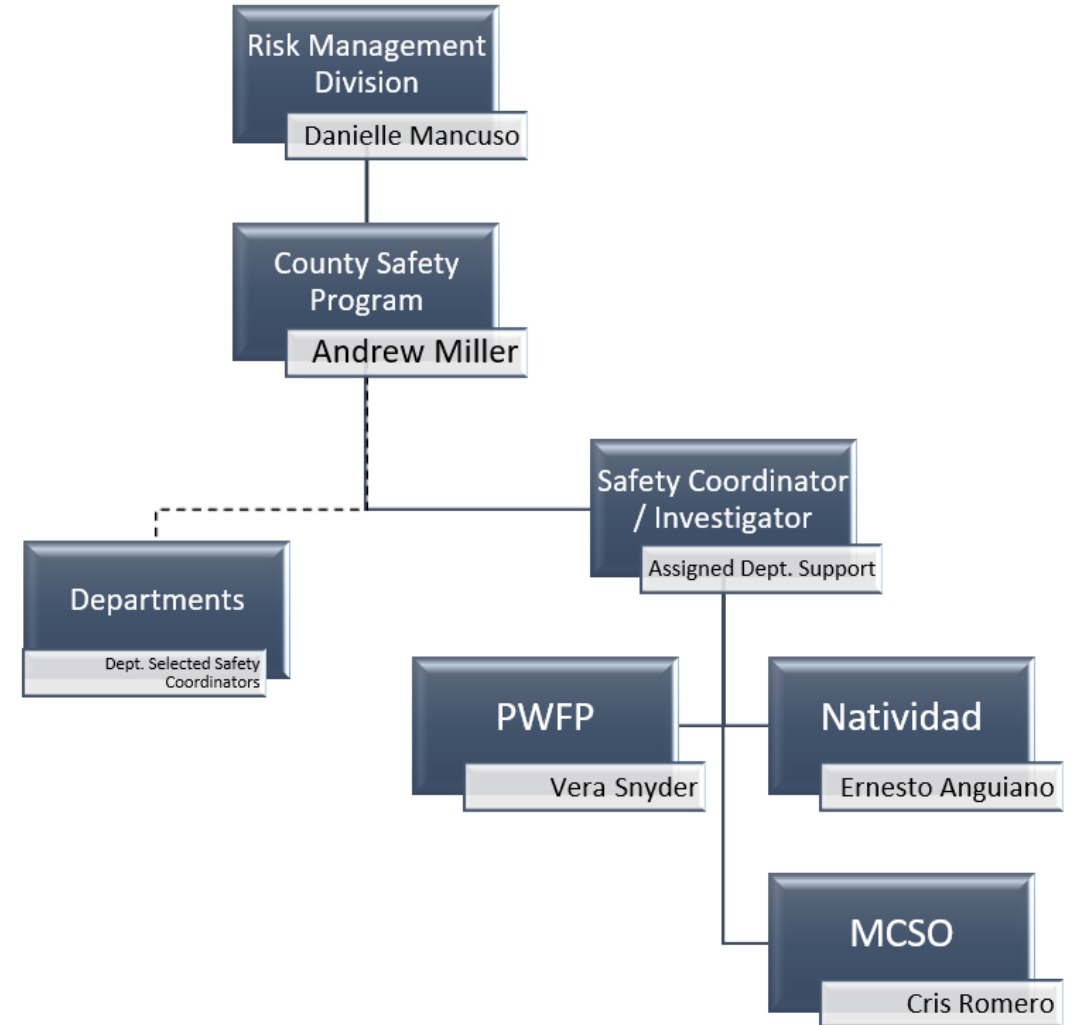 Risk Management
Division
Danielle Mancuso
County Safety
Program
Andrew Miller
Safety Coordinator
/ Investigator
Assigned Dept. Support
Departments
Dept. Selected Safety
Coordinators
PWFP
Vera Snyder
Natividad
Ernesto Anguiano
MCSO
Cris Romero